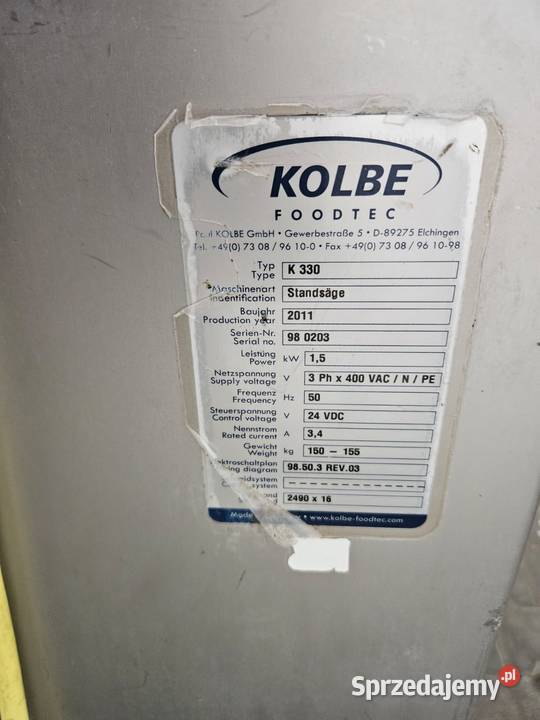 KOLBE
FOODTEC
KOLBE GmbH • Gewerbestraße 5 • D-89275 Elchingen
Tel. +49(0) 73 08 / 96 10-0 • Fax +49(0) 73 08 / 96 10-98
Typ
Type K 330
Maschinenart
Indentification Standsäge
Baujahr
Production year 2011
Serien-Nr.
Serial no. 98 0203
Leistung
Power kW 1,5
Netzspannung
Supply voltage V 3 Ph x 400 VAC / N / PE
Frequenz
Frequency Hz 50
Steuerspannung
Control voltage V 24 VDC
Nennstrom
Rated current A 3,4
Gewicht
Weight kg 150 - 155
diagram 98.50.3 REV.03
system
system - - - - - - - - - - - - - - -
2490 x 16
Made • www.kolbe-foodtec.com
Sprzedajemy.pl